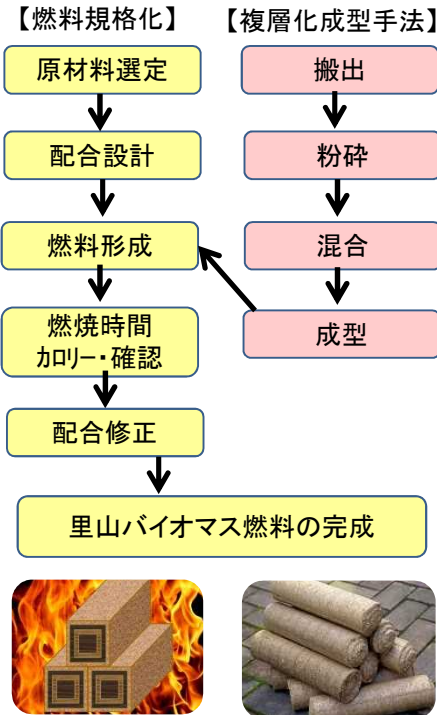 【燃料規格化】
【複層化成型手法】
原材料選定
配合設計
燃料形成
燃焼時間
カロリー・確認
配合修正
搬出
粉砕
混合
成型
里山バイオマス燃料の完成